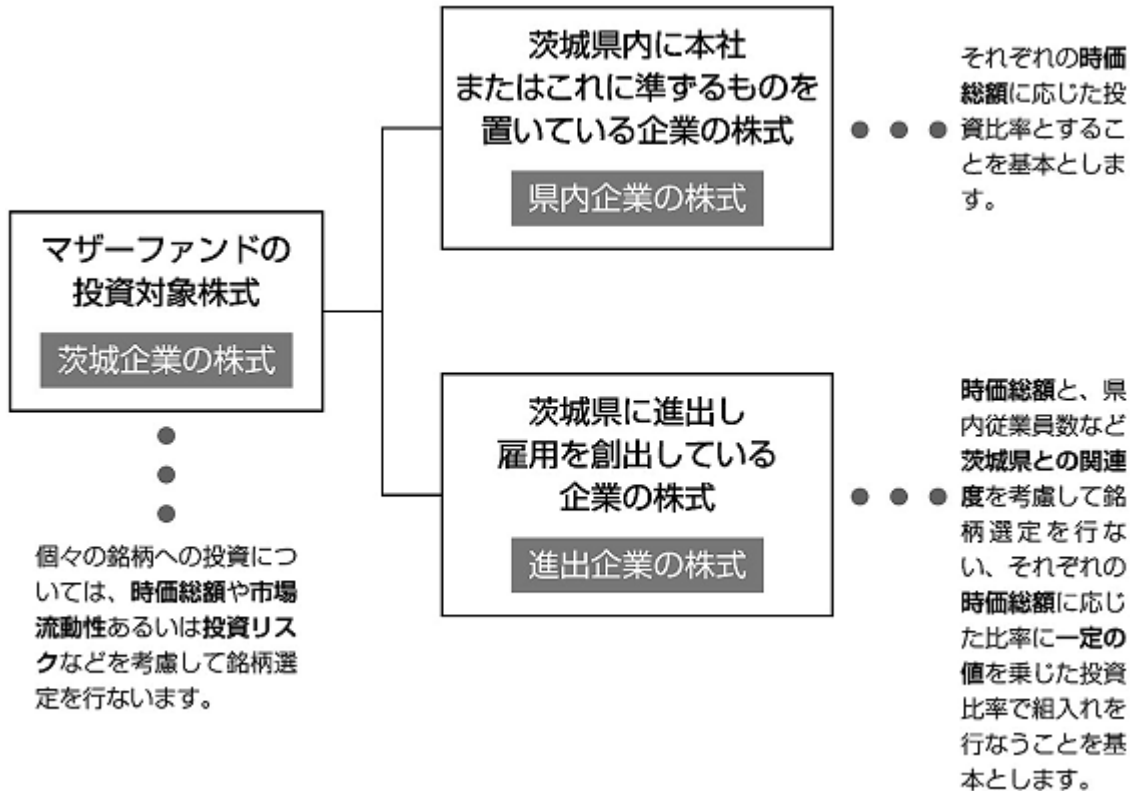 マザーファンドの
投資対象株式
茨城企業の株式
個々の銘柄への投資につ
いては、時価総額や市場
流動性あるいは投資リス
クなどを考慮して銘柄選
定を行ないます。
茨城県内に本社
またはこれに準ずるものを
置いている企業の株式
県内企業の株式
それぞれの時価
総額に応じた投
資比率とするこ
とを基本としま
す。
茨城県に進出し
雇用を創出している
企業の株式
進出企業の株式
時価総額と、県
内従業員数など
茨城県との関連
度を考慮して銘
柄選定を行な
い、それぞれの
時価総額に応じ
た比率に一定の
値を乗じた投資
比率で組入れを
行なうことを基
本とします。